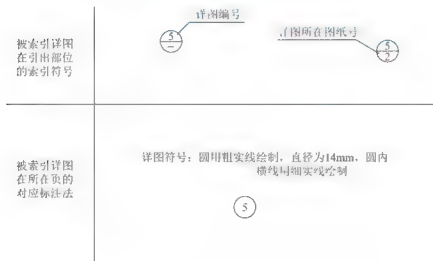 被索引详图
在引出部位
的索引符号
详图编号
5
–
详图所在图纸号
5
2
被索引详图
在所在页的
对应标注法
详图符号：圆用粗实线绘制，直径为14mm，圆内
横线用细实线绘制
5